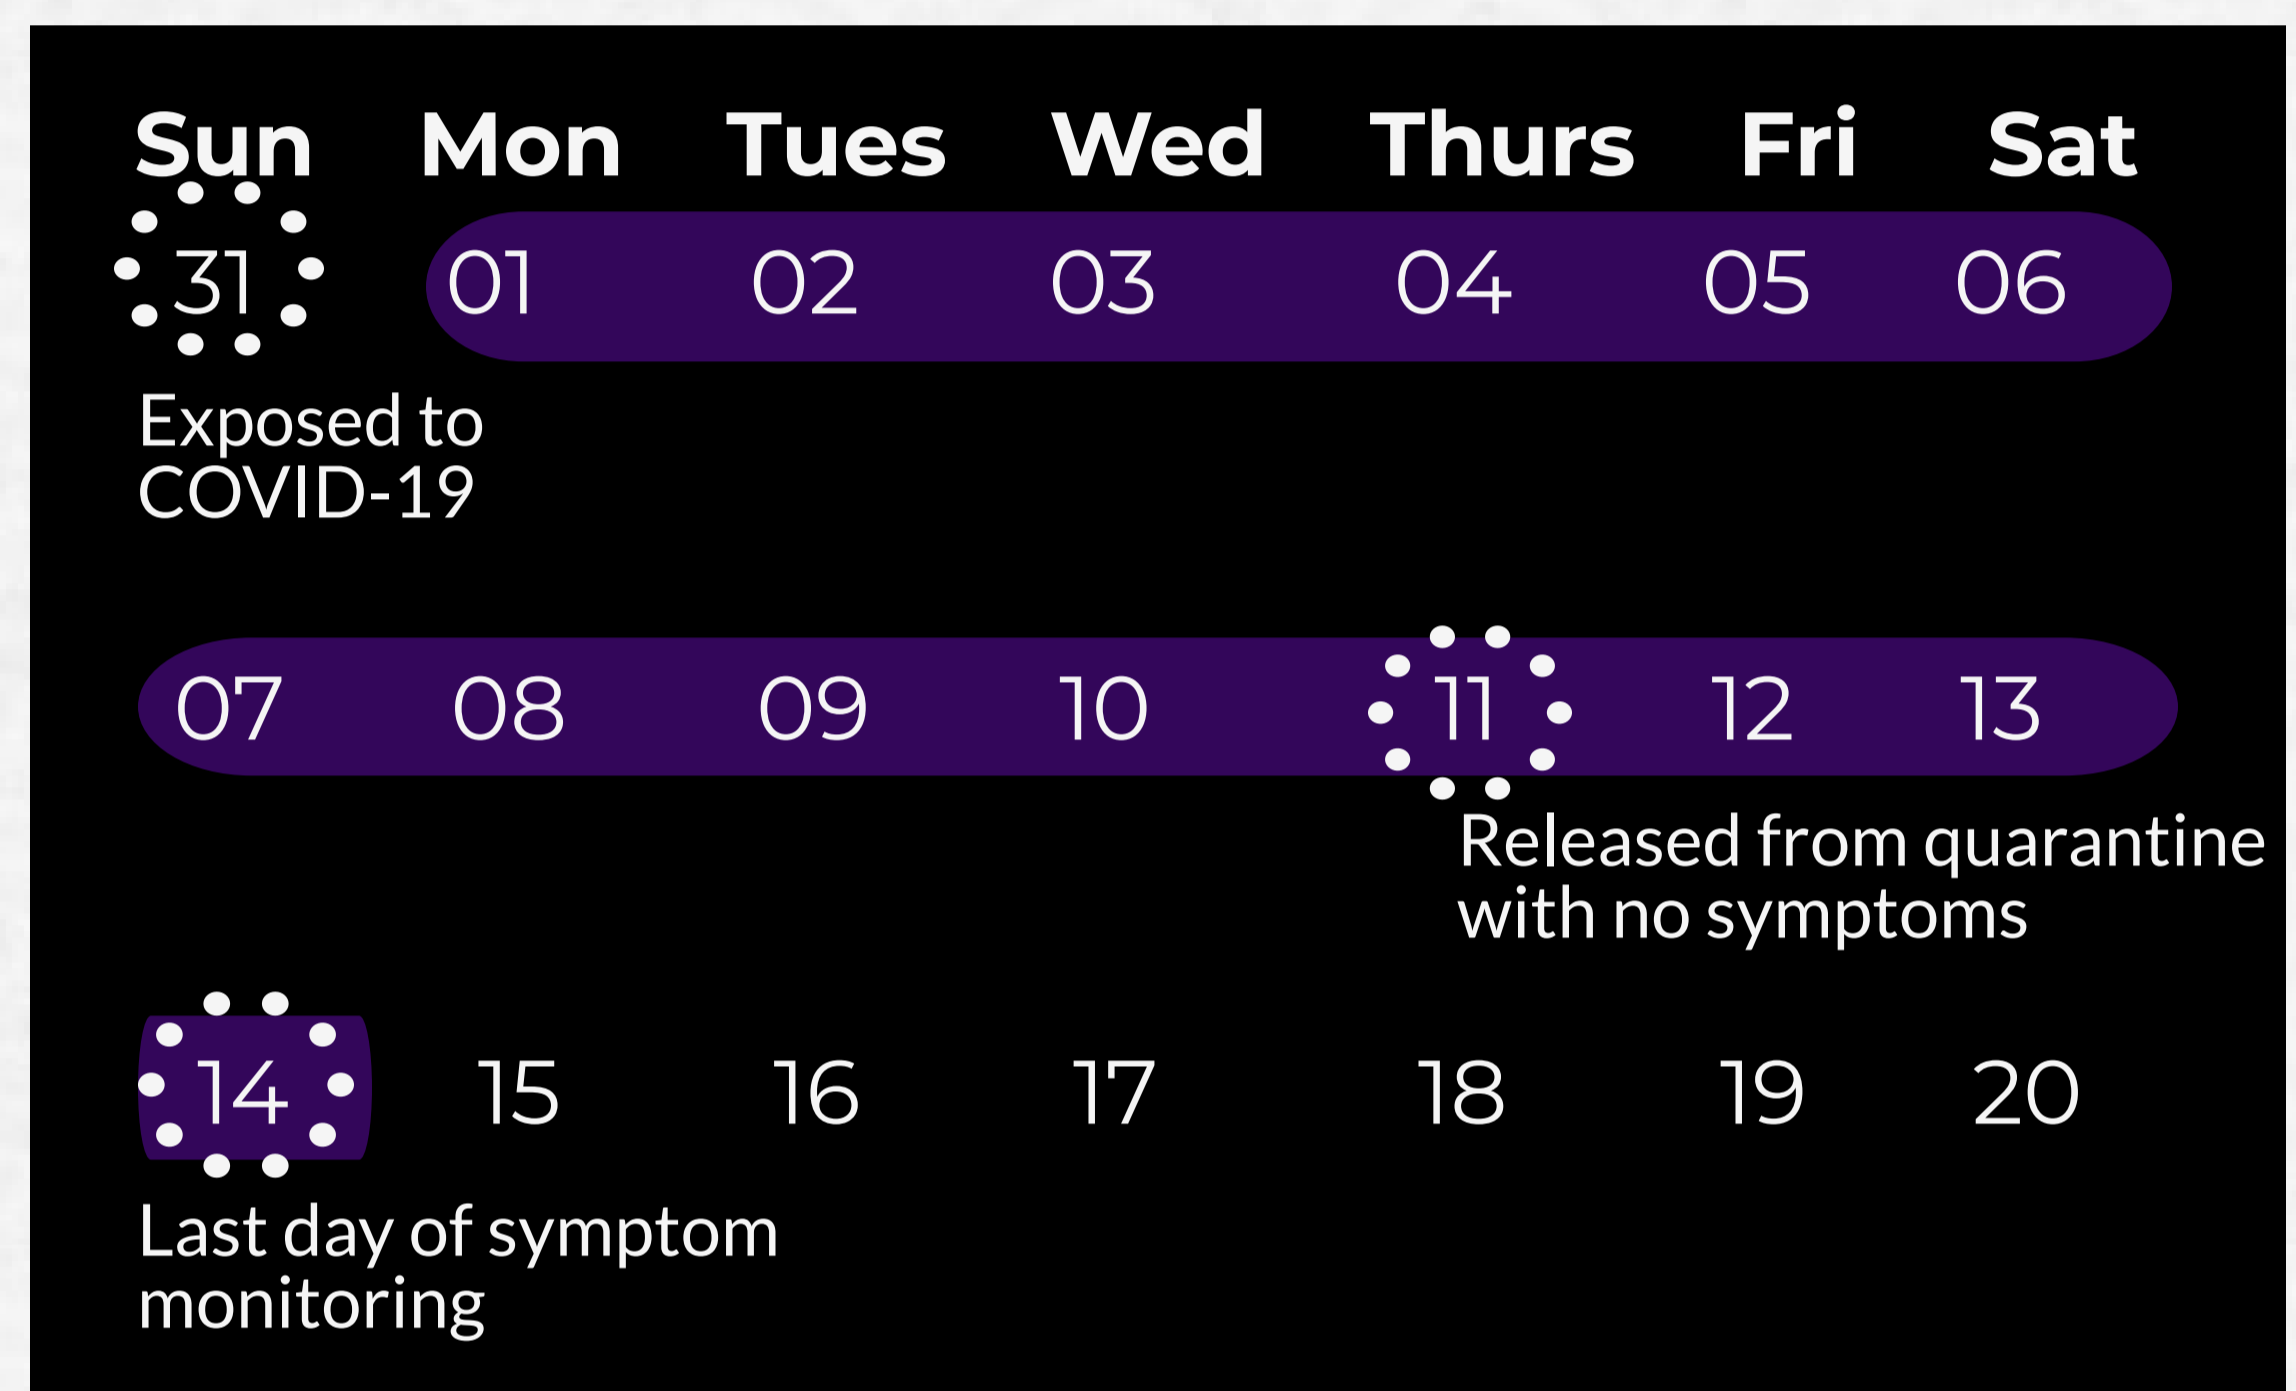 Sun Mon Tues Wed Thurs Fri Sat
31 01 02 03 04 05 06
Exposed to
COVID-19
07 08 09 10 11 12 13
Released from quarantine
with no symptoms
14 15 16 17 18 19 20
Last day of symptom
monitoring